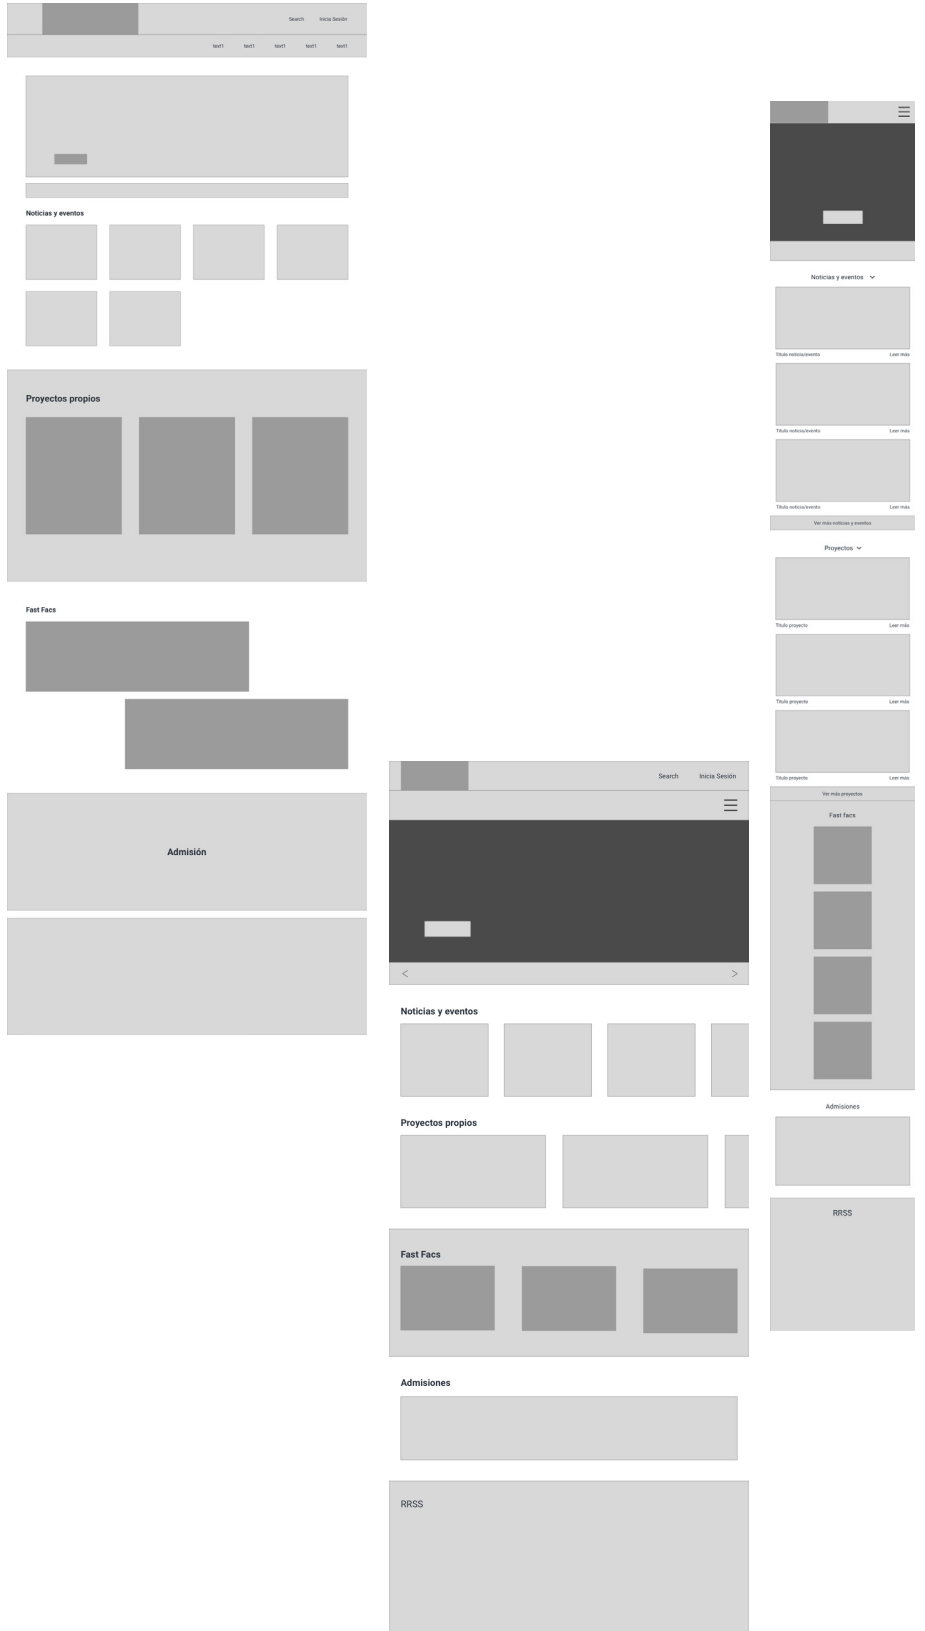 Search Inicia Sesión
text1 text1 text1 text1 text1
Noticias y eventos
Proyectos propios
Fast Facs
Admisión
Search Inicia Sesión
Noticias y eventos
Proyectos propios
Fast Facs
Admisiones
RRSS
Noticias y eventos
Título noticia/evento Leer más
Título noticia/evento Leer más
Título noticia/evento Leer más
Ver más noticias y eventos
Proyectos
Título proyecto Leer más
Título proyecto Leer más
Título proyecto Leer más
Ver más proyectos
Fast facs
Admisiones
RRSS